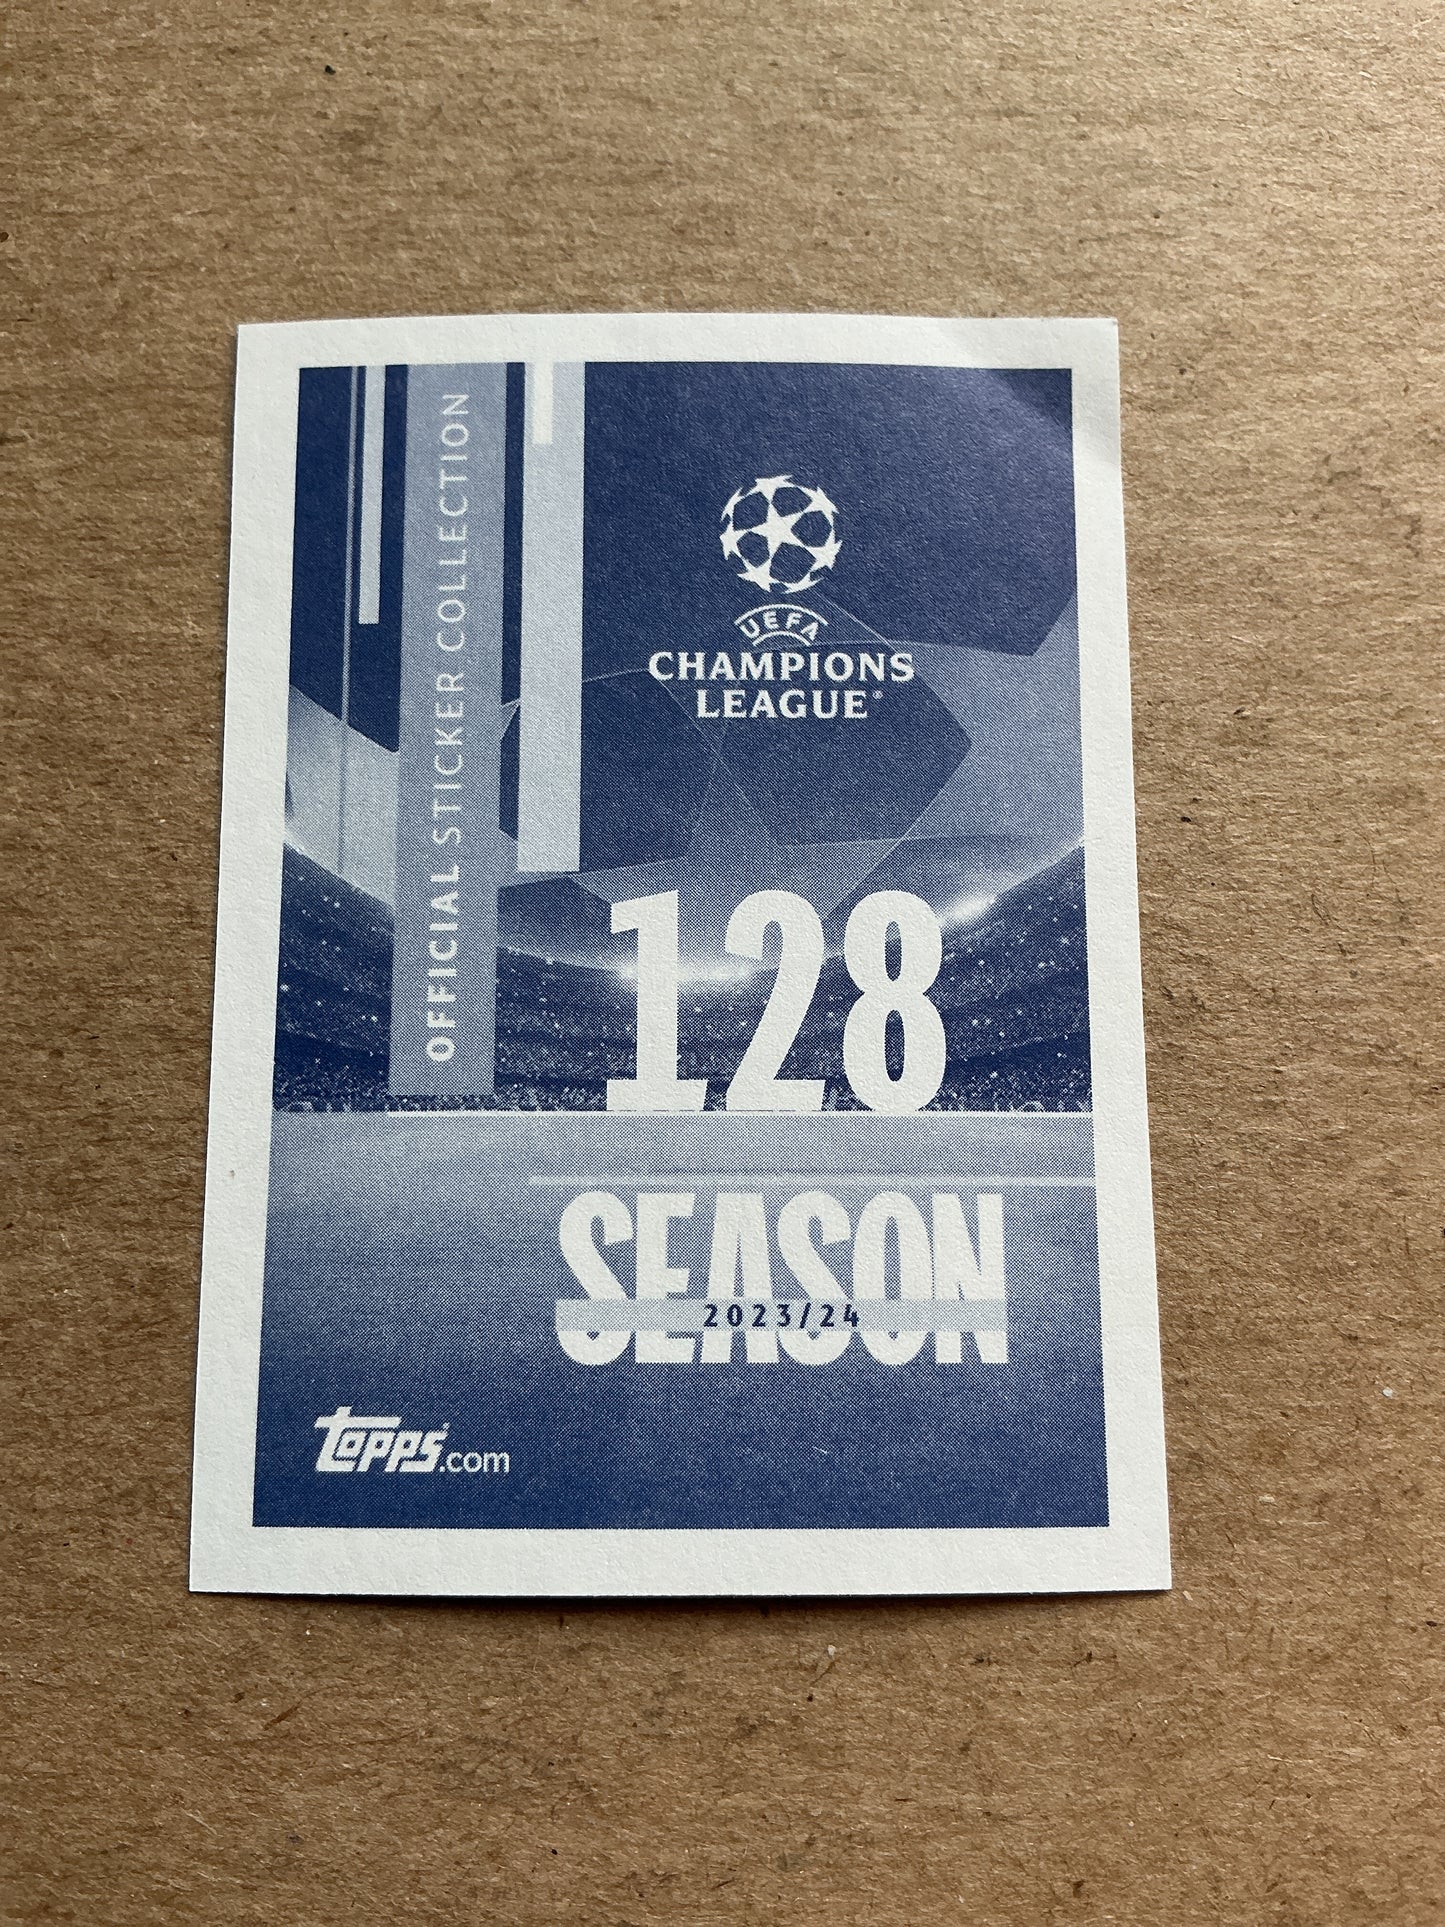 OFFICIAL STICKER COLLECTION
UEFA
CHAMPIONS
LEAGUE®
128
SEASON
2023/24
topps.com